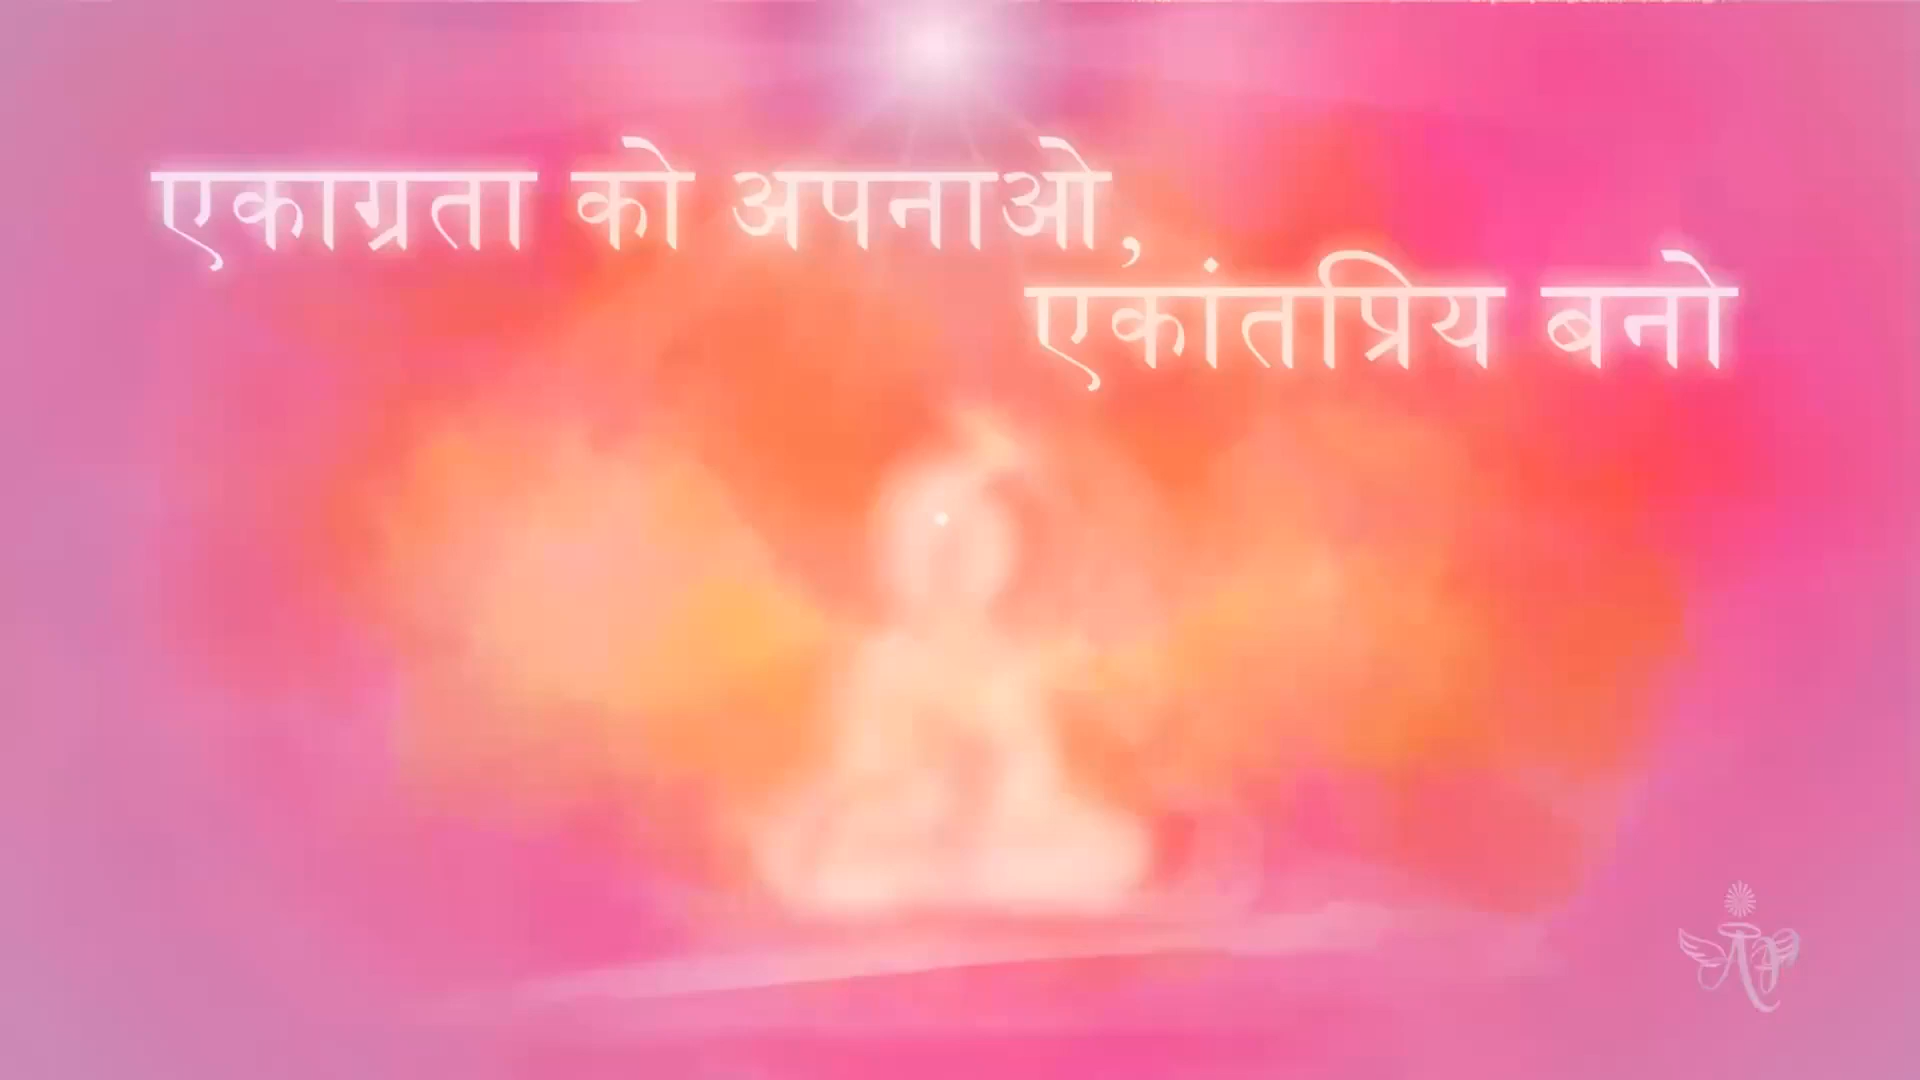 एकाग्रता को अपनाओ,
एकांतप्रिय बनो